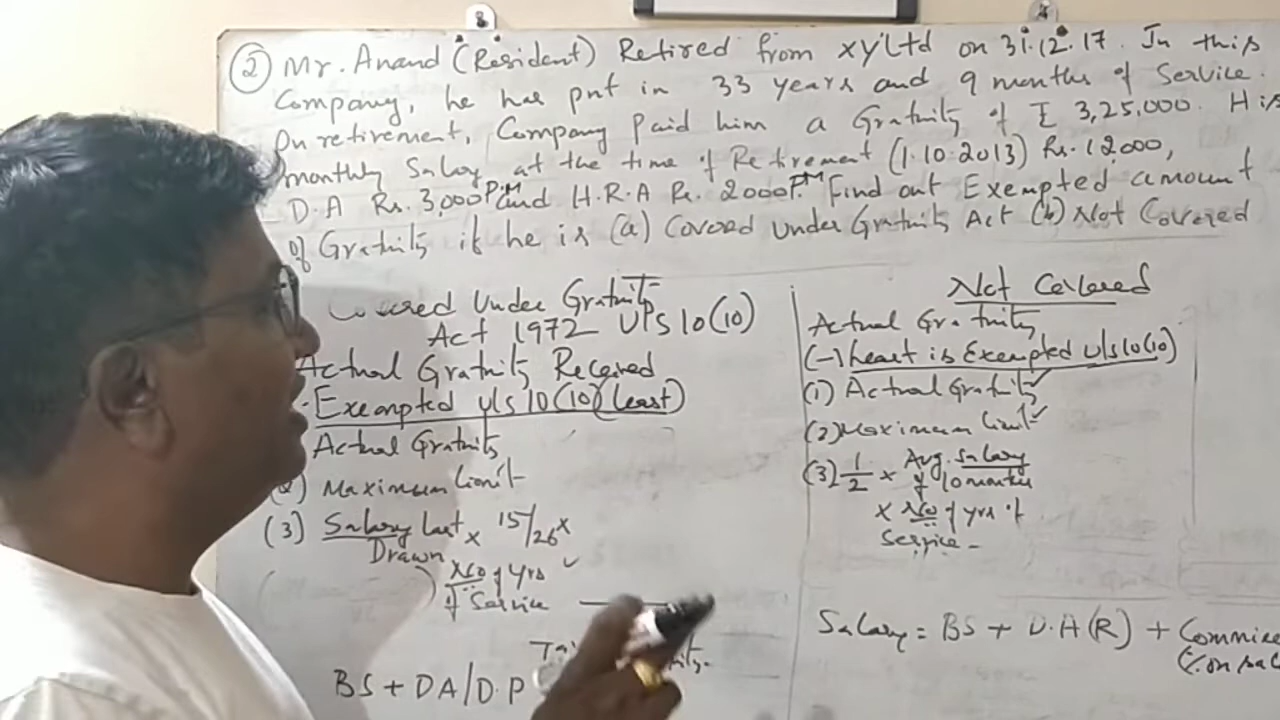 ② Mr. Anand (Resident) Retired from xy Ltd on 31.12.17. In this
Company, he has put in 33 years and 9 months of Service.
On retirement, Company Paid him a Gratuity of ₹ 3,25,000. His
monthly Salary at the time of Retirement (1.10.2013) Rs. 12,000,
D.A Rs. 3,000 P.M and H.R.A Rs. 2000 P.M. Find out Exempted amount
of Gratuity if he is (a) Covered Under Gratuity Act (b) Not Covered
Under Gratuity
Act 1972 U/S 10(10)
Actual Gratuity Received
Exempted U/S 10(10) (Least)
Actual Gratuity
(2) Maximum Limit
(3) Salary last x 15/26 x
Drawn
No of Yrs
of Service
BS + DA/D.P
Not Covered
Actual Gratuity
(-) Least is Exempted U/S 10(10)
(1) Actual Gratuity
(2) Maximum Limit
(3) 1/2 x Avg. Salary
of 10 months
x No of yrs of
Service
Salary = BS + D.A (R) +